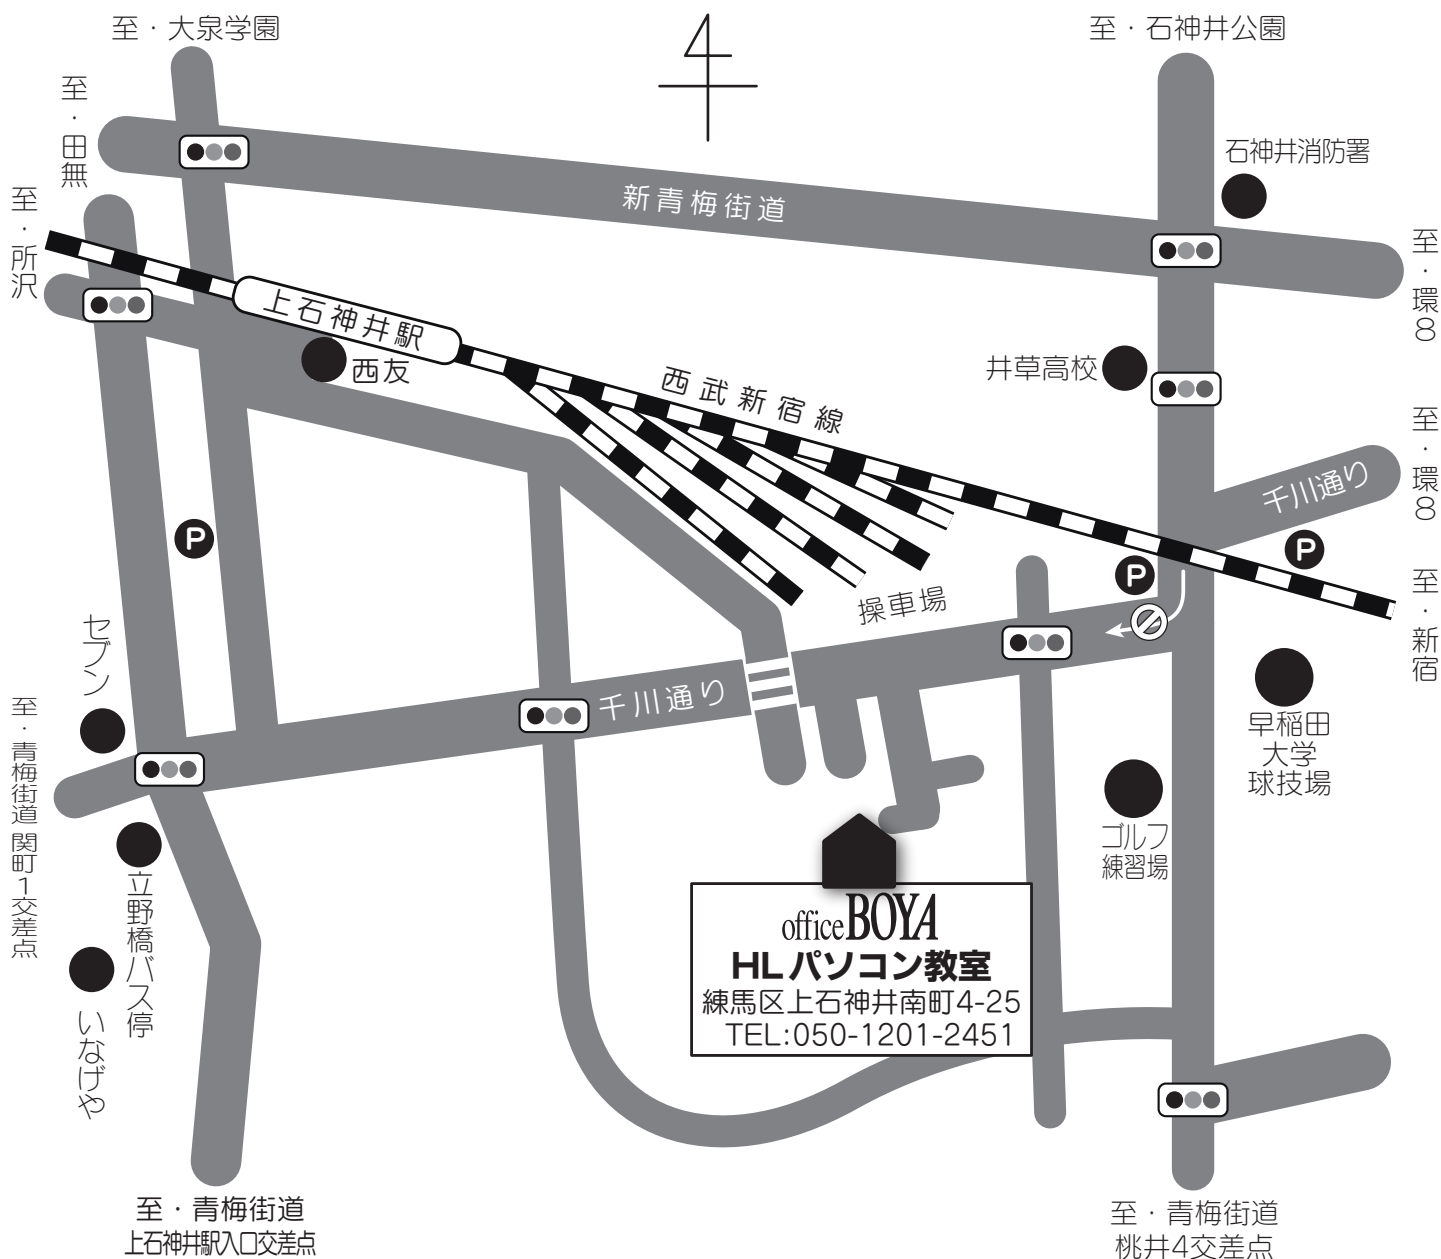 至・大泉学園
至・石神井公園
至・田無
石神井消防署
至・所沢
新青梅街道
至・環8
上石神井駅
西友
西武新宿線
井草高校
至・環8
千川通り
P
P
P
操車場
至・新宿
セブン
千川通り
早稲田
大学
球技場
至・青梅街道 関町1交差点
ゴルフ
練習場
立野橋バス停
いなげや
office BOYA
HLパソコン教室
練馬区上石神井南町4-25
TEL:050-1201-2451
至・青梅街道
上石神井駅入口交差点
至・青梅街道
桃井4交差点